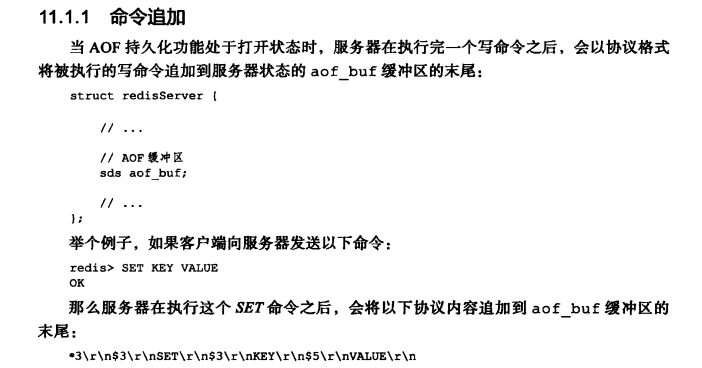 11.1.1 命令追加
当 AOF 持久化功能处于打开状态时，服务器在执行完一个写命令之后，会以协议格式
将被执行的写命令追加到服务器状态的 aof_buf 缓冲区的末尾：
struct redisServer {
// ...
// AOF 缓冲区
sds aof_buf;
// ...
};
举个例子，如果客户端向服务器发送以下命令：
redis> SET KEY VALUE
OK
那么服务器在执行这个 SET 命令之后，会将以下协议内容追加到 aof_buf 缓冲区的
末尾：
*3\r\n$3\r\nSET\r\n$3\r\nKEY\r\n$5\r\nVALUE\r\n